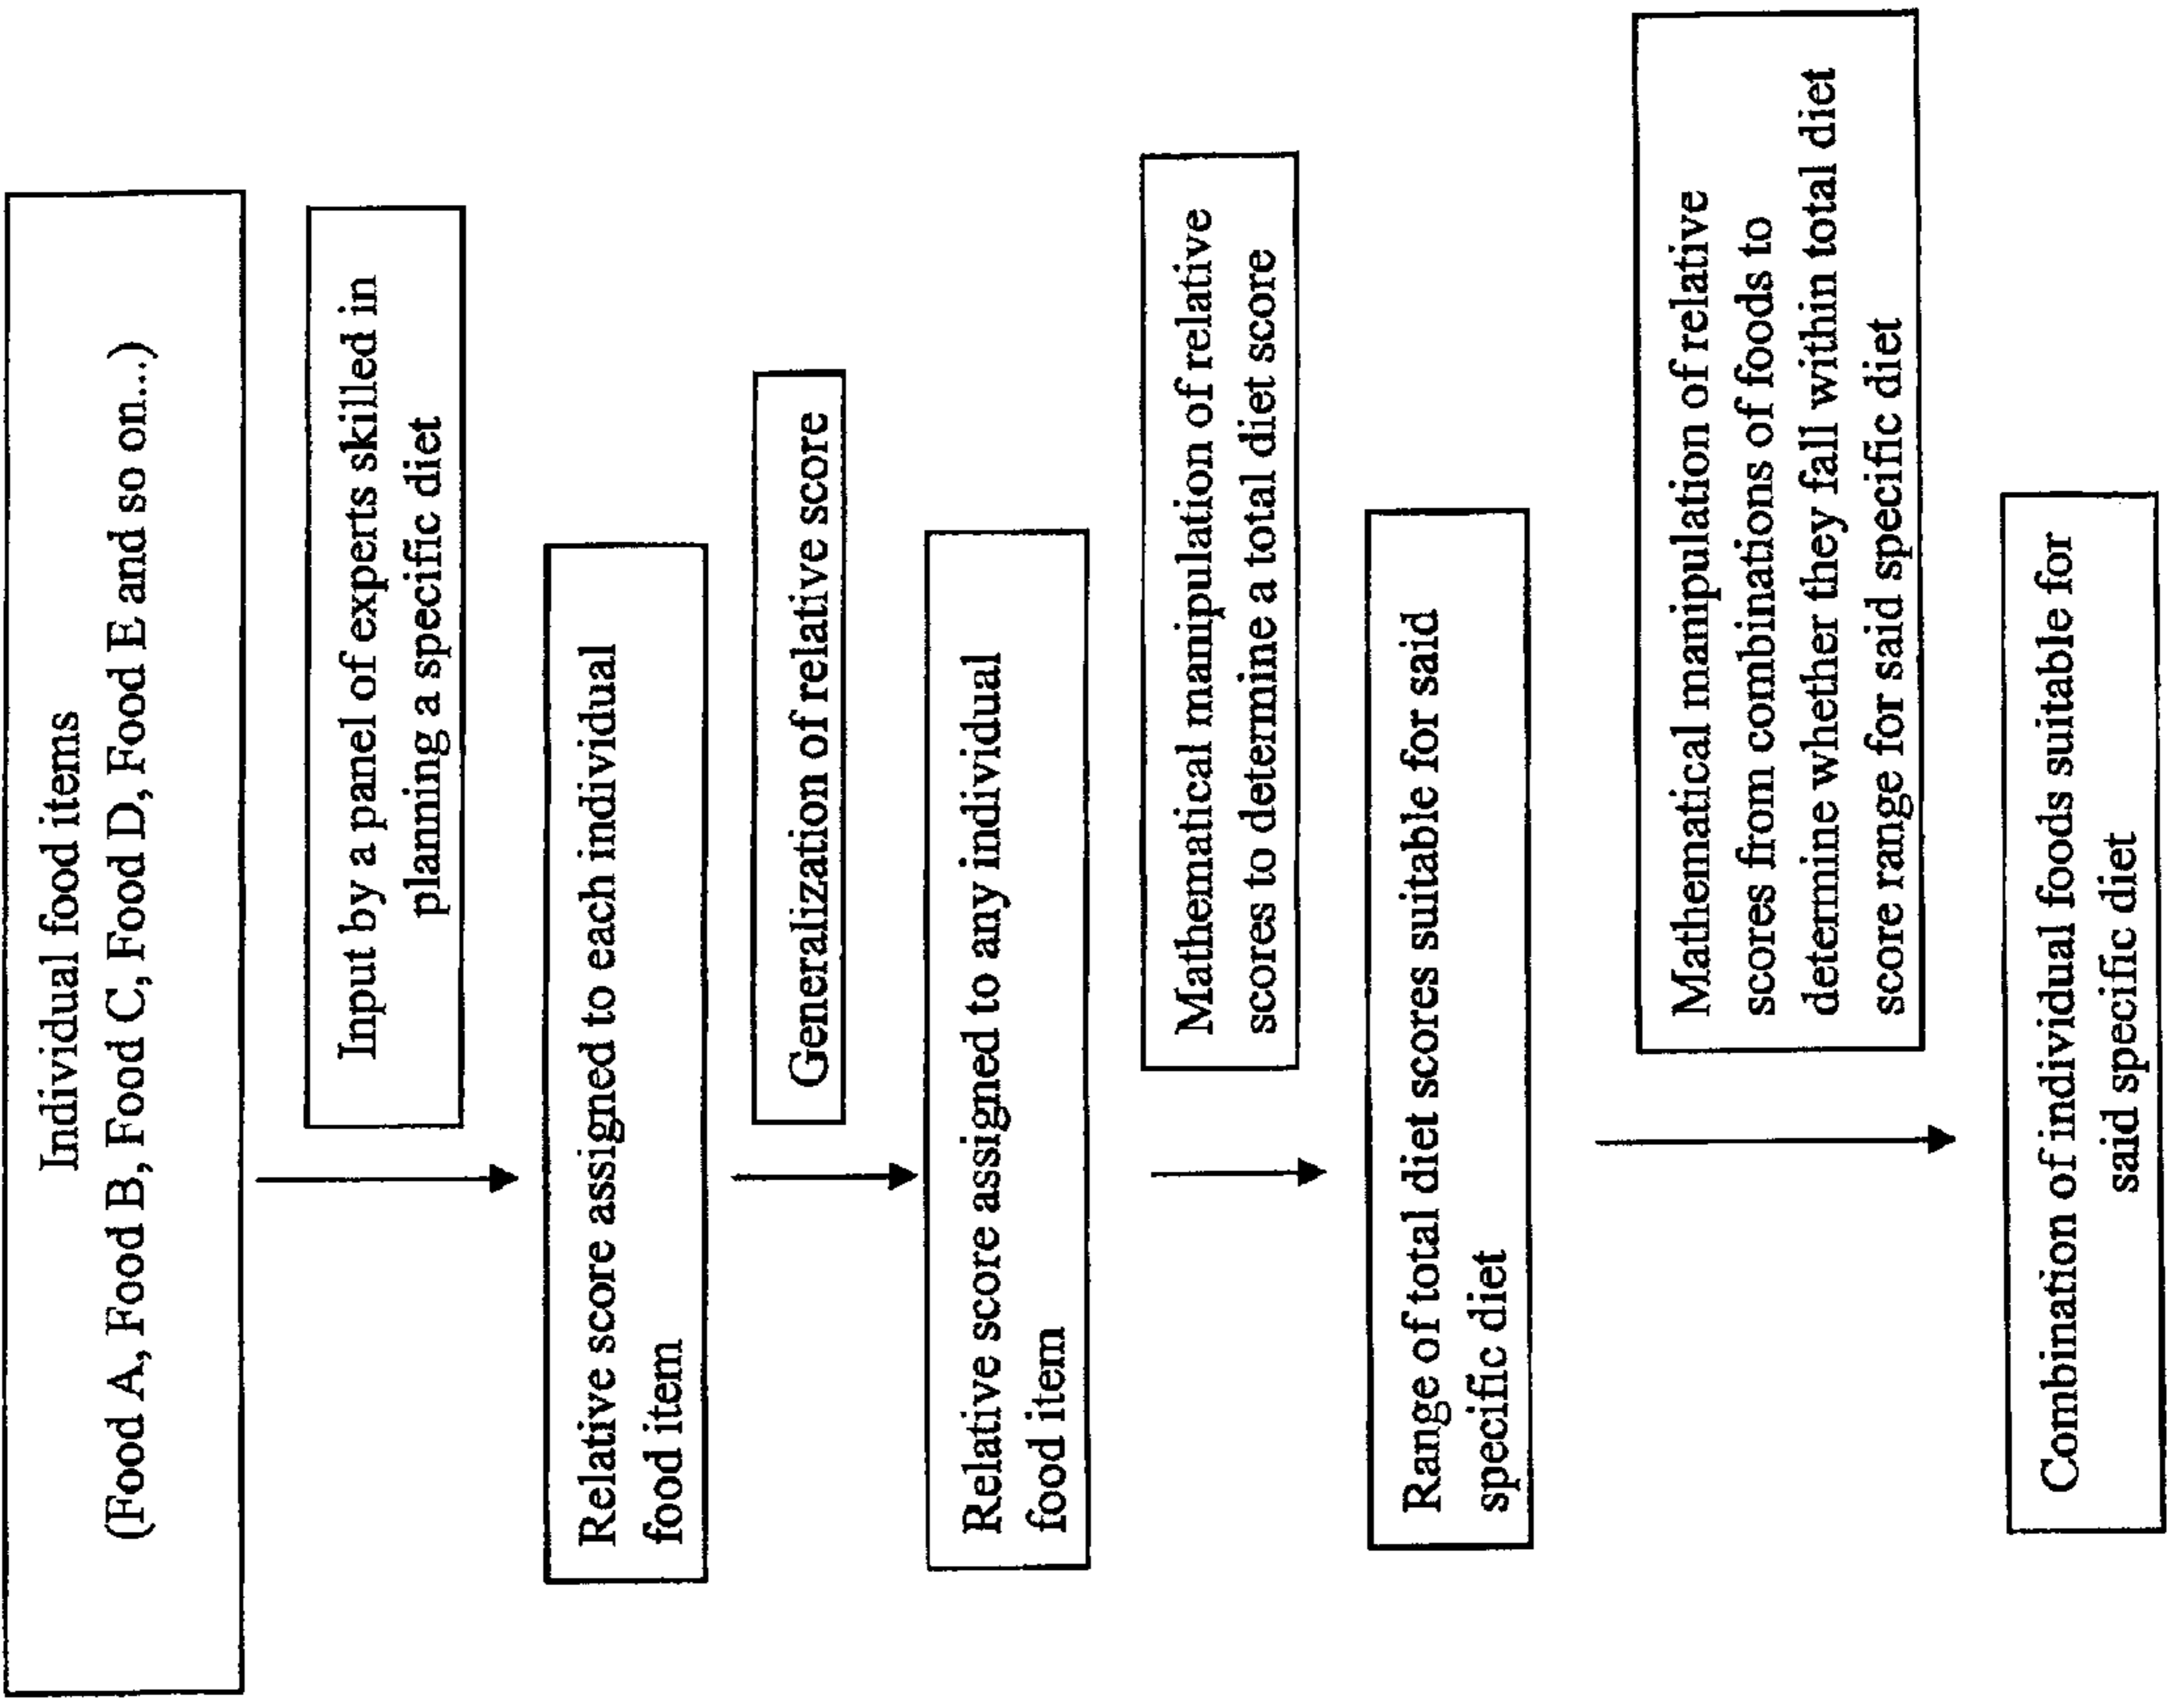 Individual food items
(Food A, Food B, Food C, Food D, Food E and so on...)
Input by a panel of experts skilled in
planning a specific diet
Relative score assigned to each individual
food item
Generalization of relative score
Relative score assigned to any individual
food item
Mathematical manipulation of relative
scores to determine a total diet score
Range of total diet scores suitable for said
specific diet
Mathematical manipulation of relative
scores from combinations of foods to
determine whether they fall within total diet
score range for said specific diet
Combination of individual foods suitable for
said specific diet